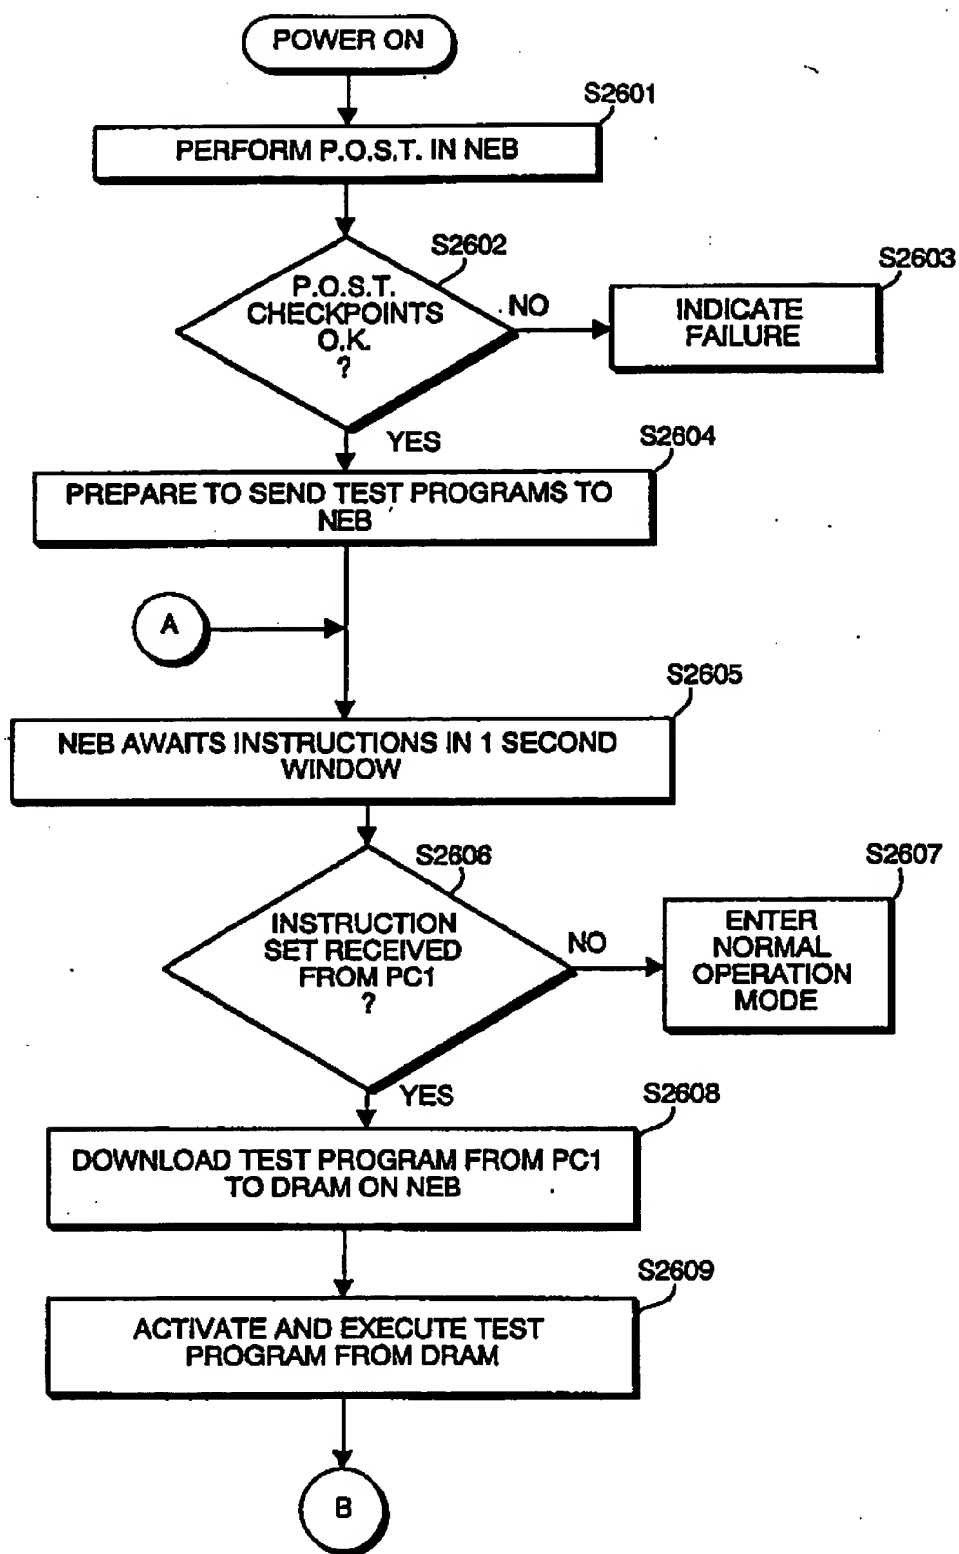 POWER ON
S2601
PERFORM P.O.S.T. IN NEB
S2602
P.O.S.T.
CHECKPOINTS
O.K.
?
NO
S2603
INDICATE
FAILURE
YES
S2604
PREPARE TO SEND TEST PROGRAMS TO
NEB
A
S2605
NEB AWAITS INSTRUCTIONS IN 1 SECOND
WINDOW
S2606
INSTRUCTION
SET RECEIVED
FROM PC1
?
NO
S2607
ENTER
NORMAL
OPERATION
MODE
YES
S2608
DOWNLOAD TEST PROGRAM FROM PC1
TO DRAM ON NEB
S2609
ACTIVATE AND EXECUTE TEST
PROGRAM FROM DRAM
B